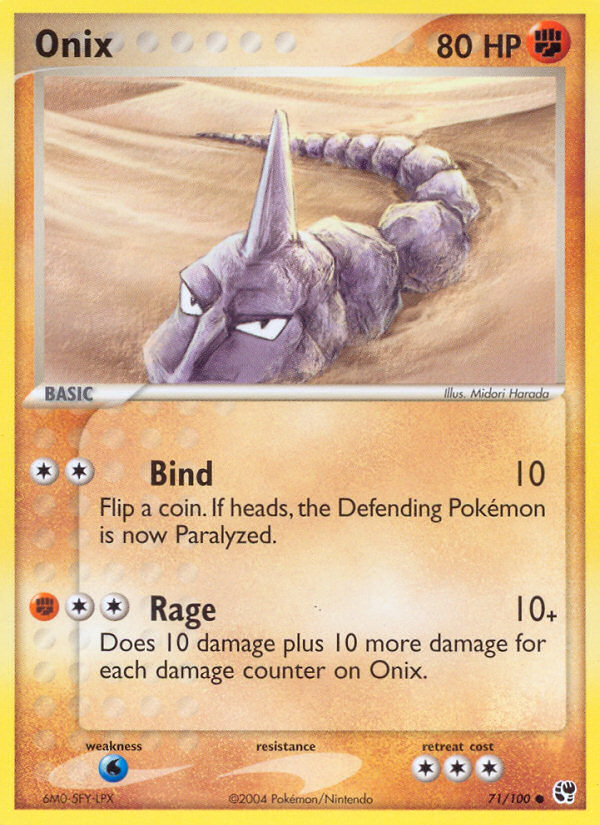 Onix 80 HP
BASIC Illus. Midori Harada
Bind 10
Flip a coin. If heads, the Defending Pokémon
is now Paralyzed.
Rage 10+
Does 10 damage plus 10 more damage for
each damage counter on Onix.
weakness resistance retreat cost
6M0-5FY-LPX ©2004 Pokémon/Nintendo 71/100